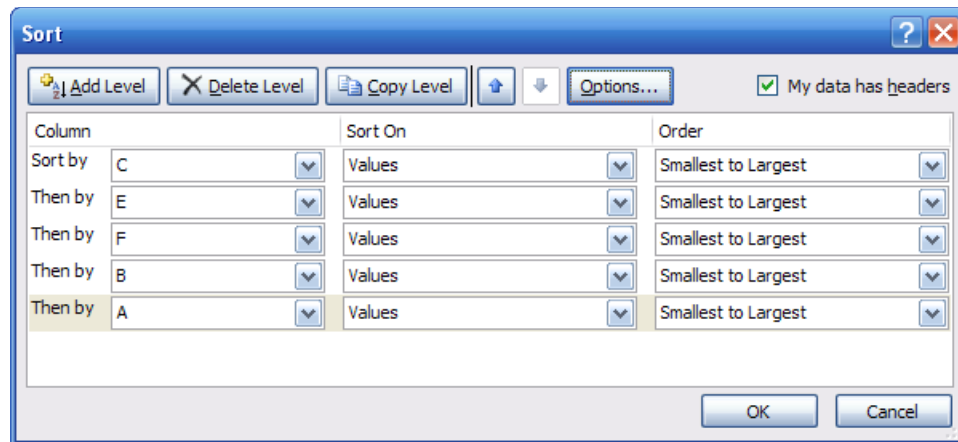 Sort
Add Level Delete Level Copy Level Options... My data has headers
Column Sort On Order
Sort by C Values Smallest to Largest
Then by E Values Smallest to Largest
Then by F Values Smallest to Largest
Then by B Values Smallest to Largest
Then by A Values Smallest to Largest
OK Cancel